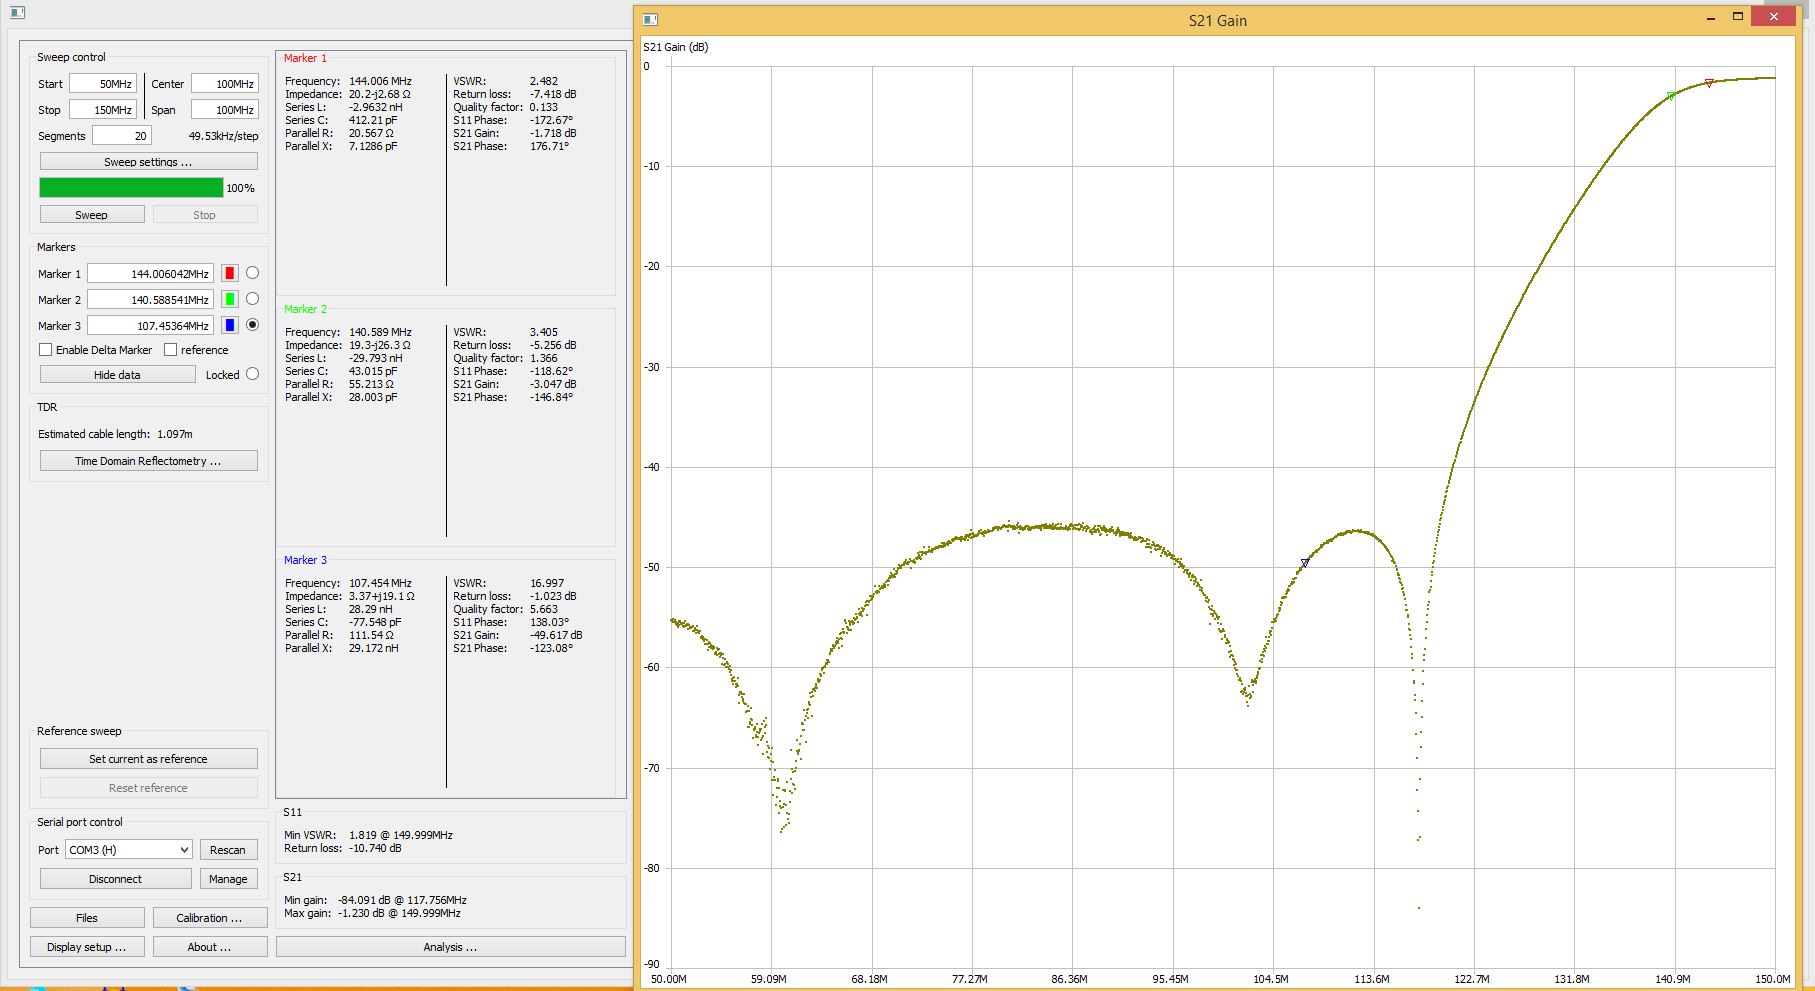 S21 Gain
Sweep control
Start 50MHz Center 100MHz
Stop 150MHz Span 100MHz
Segments 20 49.53kHz/step
Sweep settings ...
100%
Sweep Stop
Markers
Marker 1 144.006042MHz
Marker 2 140.588541MHz
Marker 3 107.45364MHz
Enable Delta Marker reference
Hide data Locked
TDR
Estimated cable length: 1.097m
Time Domain Reflectometry ...
Reference sweep
Set current as reference
Reset reference
Serial port control
Port COM3 (H) Rescan
Disconnect Manage
Files Calibration ...
Display setup ... About ...
Marker 1
Frequency: 144.006 MHz VSWR: 2.482
Impedance: 20.2-j2.68 Ω Return loss: -7.418 dB
Series L: -2.9632 nH Quality factor: 0.133
Series C: 412.21 pF S11 Phase: -172.67°
Parallel R: 20.567 Ω S21 Gain: -1.718 dB
Parallel X: 7.1286 pF S21 Phase: 176.71°
Marker 2
Frequency: 140.589 MHz VSWR: 3.405
Impedance: 19.3-j26.3 Ω Return loss: -5.256 dB
Series L: -29.793 nH Quality factor: 1.366
Series C: 43.015 pF S11 Phase: -118.62°
Parallel R: 55.213 Ω S21 Gain: -3.047 dB
Parallel X: 28.003 pF S21 Phase: -146.84°
Marker 3
Frequency: 107.454 MHz VSWR: 16.997
Impedance: 3.37+j19.1 Ω Return loss: -1.023 dB
Series L: 28.29 nH Quality factor: 5.663
Series C: -77.548 pF S11 Phase: 138.03°
Parallel R: 111.54 Ω S21 Gain: -49.617 dB
Parallel X: 29.172 nH S21 Phase: -123.08°
S11
Min VSWR: 1.819 @ 149.999MHz
Return loss: -10.740 dB
S21
Min gain: -84.091 dB @ 117.756MHz
Max gain: -1.230 dB @ 149.999MHz
Analysis ...
S21 Gain (dB)
0
-10
-20
-30
-40
-50
-60
-70
-80
-90
50.00M 59.09M 68.18M 77.27M 86.36M 95.45M 104.5M 113.6M 122.7M 131.8M 140.9M 150.0M